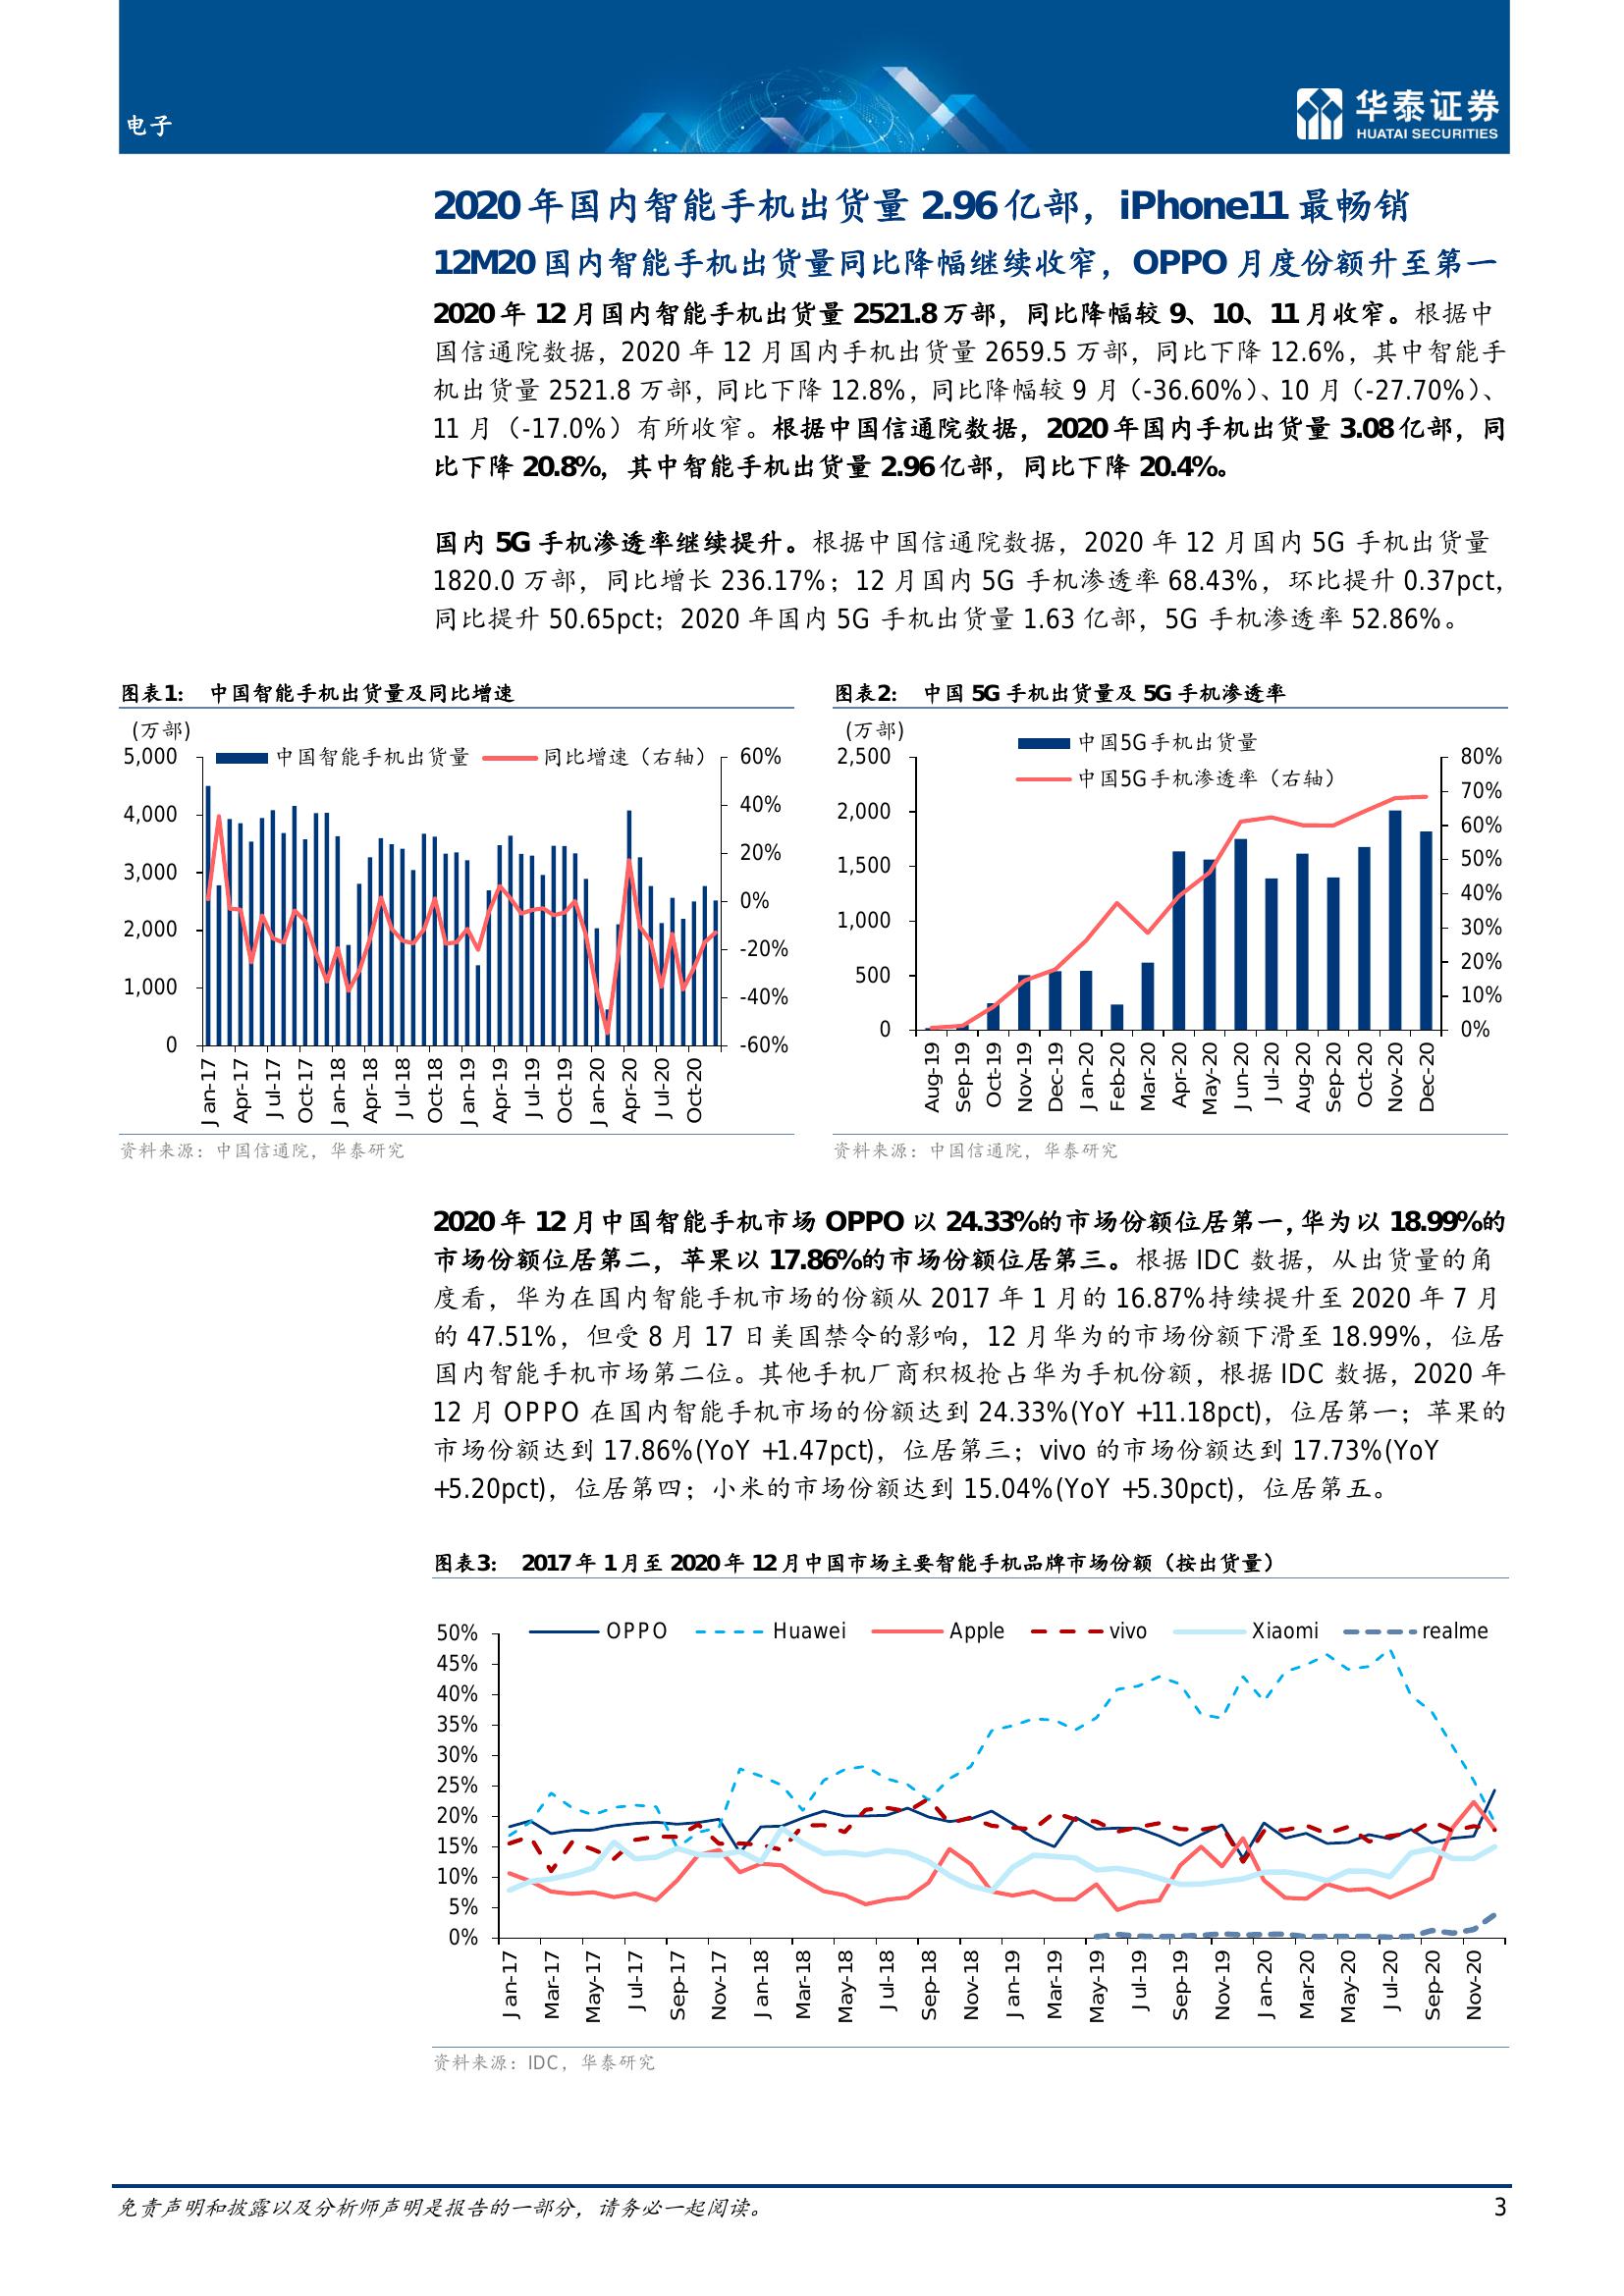 电子
华泰证券
HUATAI SECURITIES
2020 年国内智能手机出货量 2.96 亿部，iPhone11 最畅销
12M20 国内智能手机出货量同比降幅继续收窄，OPPO 月度份额升至第一
2020 年 12 月国内智能手机出货量 2521.8 万部，同比降幅较 9、10、11 月收窄。根据中
国信通院数据，2020 年 12 月国内手机出货量 2659.5 万部，同比下降 12.6%，其中智能手
机出货量 2521.8 万部，同比下降 12.8%，同比降幅较 9 月（-36.60%）、10 月（-27.70%）、
11 月（-17.0%）有所收窄。根据中国信通院数据，2020 年国内手机出货量 3.08 亿部，同
比下降 20.8%，其中智能手机出货量 2.96 亿部，同比下降 20.4%。
国内 5G 手机渗透率继续提升。根据中国信通院数据，2020 年 12 月国内 5G 手机出货量
1820.0 万部，同比增长 236.17%；12 月国内 5G 手机渗透率 68.43%，环比提升 0.37pct，
同比提升 50.65pct；2020 年国内 5G 手机出货量 1.63 亿部，5G 手机渗透率 52.86%。
图表1： 中国智能手机出货量及同比增速
(万部)
中国智能手机出货量 同比增速（右轴）
5,000
4,000
3,000
2,000
1,000
0
60%
40%
20%
0%
-20%
-40%
-60%
Jan-17
Apr-17
Jul-17
Oct-17
Jan-18
Apr-18
Jul-18
Oct-18
Jan-19
Apr-19
Jul-19
Oct-19
Jan-20
Apr-20
Jul-20
Oct-20
资料来源：中国信通院，华泰研究
图表2： 中国 5G 手机出货量及 5G 手机渗透率
(万部)
中国5G手机出货量
中国5G手机渗透率（右轴）
2,500
2,000
1,500
1,000
500
0
80%
70%
60%
50%
40%
30%
20%
10%
0%
Aug-19
Sep-19
Oct-19
Nov-19
Dec-19
Jan-20
Feb-20
Mar-20
Apr-20
May-20
Jun-20
Jul-20
Aug-20
Sep-20
Oct-20
Nov-20
Dec-20
资料来源：中国信通院，华泰研究
2020 年 12 月中国智能手机市场 OPPO 以 24.33%的市场份额位居第一，华为以 18.99%的
市场份额位居第二，苹果以 17.86%的市场份额位居第三。根据 IDC 数据，从出货量的角
度看，华为在国内智能手机市场的份额从 2017 年 1 月的 16.87%持续提升至 2020 年 7 月
的 47.51%，但受 8 月 17 日美国禁令的影响，12 月华为的市场份额下滑至 18.99%，位居
国内智能手机市场第二位。其他手机厂商积极抢占华为手机份额，根据 IDC 数据，2020 年
12 月 OPPO 在国内智能手机市场的份额达到 24.33%(YoY +11.18pct)，位居第一；苹果的
市场份额达到 17.86%(YoY +1.47pct)，位居第三；vivo 的市场份额达到 17.73%(YoY
+5.20pct)，位居第四；小米的市场份额达到 15.04%(YoY +5.30pct)，位居第五。
图表3： 2017 年 1 月至 2020 年 12 月中国市场主要智能手机品牌市场份额（按出货量）
OPPO Huawei Apple vivo Xiaomi realme
50%
45%
40%
35%
30%
25%
20%
15%
10%
5%
0%
Jan-17
Mar-17
May-17
Jul-17
Sep-17
Nov-17
Jan-18
Mar-18
May-18
Jul-18
Sep-18
Nov-18
Jan-19
Mar-19
May-19
Jul-19
Sep-19
Nov-19
Jan-20
Mar-20
May-20
Jul-20
Sep-20
Nov-20
资料来源：IDC，华泰研究
免责声明和披露以及分析师声明是报告的一部分，请务必一起阅读。
3